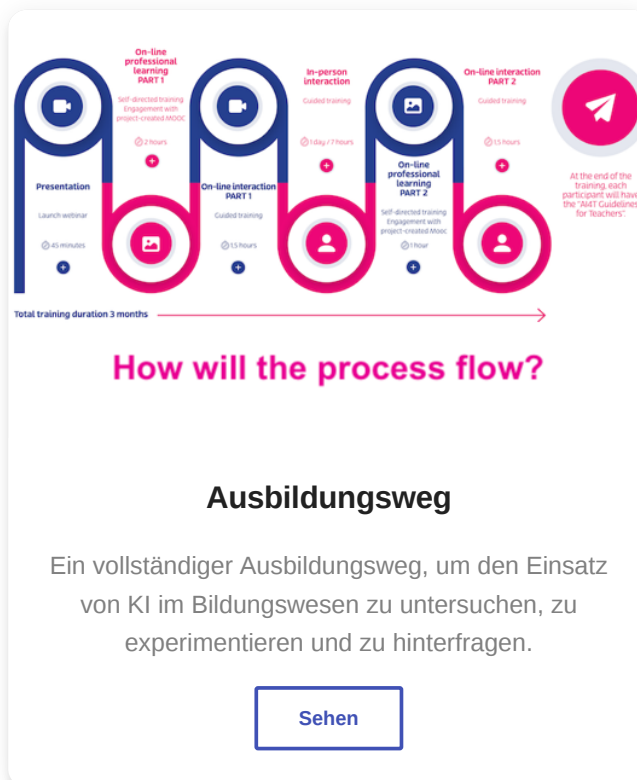 On-line
professional
learning
PART 1
Self-directed training
Engagement with
project-created MOOC
2 hours
In-person
interaction
Guided training
1 day / 7 hours
On-line interaction
PART 2
Guided training
1,5 hours
Presentation
Launch webinar
45 minutes
On-line interaction
PART 1
Guided training
1,5 hours
On-line
professional
learning
PART 2
Self-directed training
Engagement with
project-created Mooc
1 hour
At the end of the
training, each
participant will have
the "AI4T Guidelines
for Teachers".
Total training duration 3 months
How will the process flow?
Ausbildungsweg
Ein vollständiger Ausbildungsweg, um den Einsatz
von KI im Bildungswesen zu untersuchen, zu
experimentieren und zu hinterfragen.
Sehen